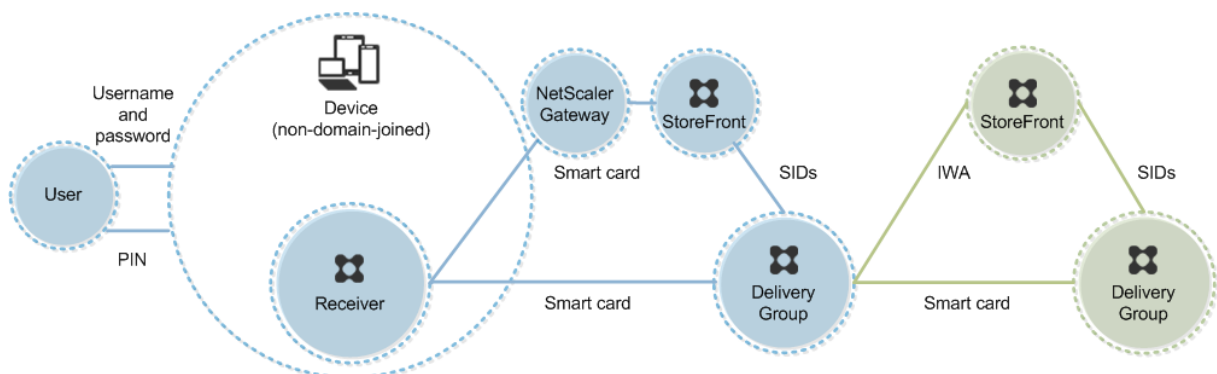 Username
and
password
User
PIN
Device
(non-domain-joined)
Receiver
NetScaler
Gateway
StoreFront
Smart card
SIDs
Smart card
Delivery
Group
StoreFront
IWA
SIDs
Smart card
Delivery
Group